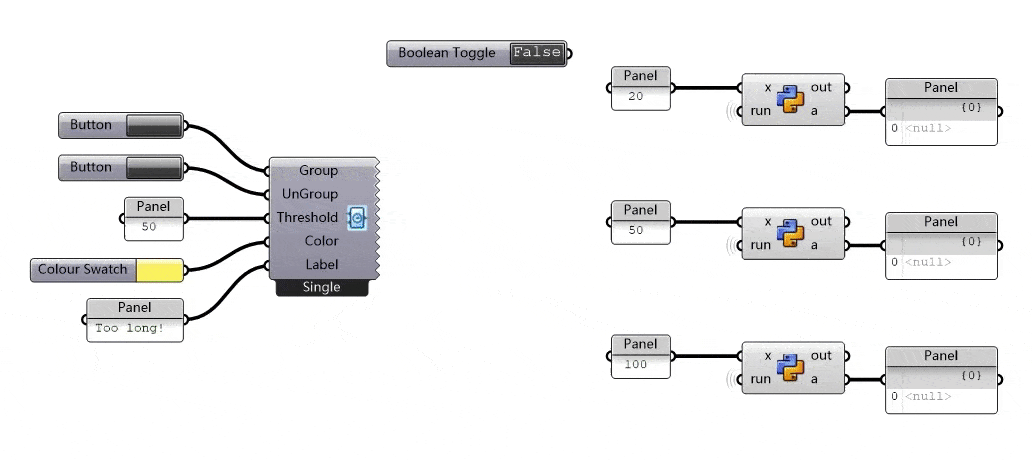 Boolean Toggle False
Button
Button
Panel
50
Colour Swatch
Panel
Too long!
Group
UnGroup
Threshold
Color
Label
Single
Panel
20
x out
run a
Panel
{0}
0 <null>
Panel
50
x out
run a
Panel
{0}
0 <null>
Panel
100
x out
run a
Panel
{0}
0 <null>